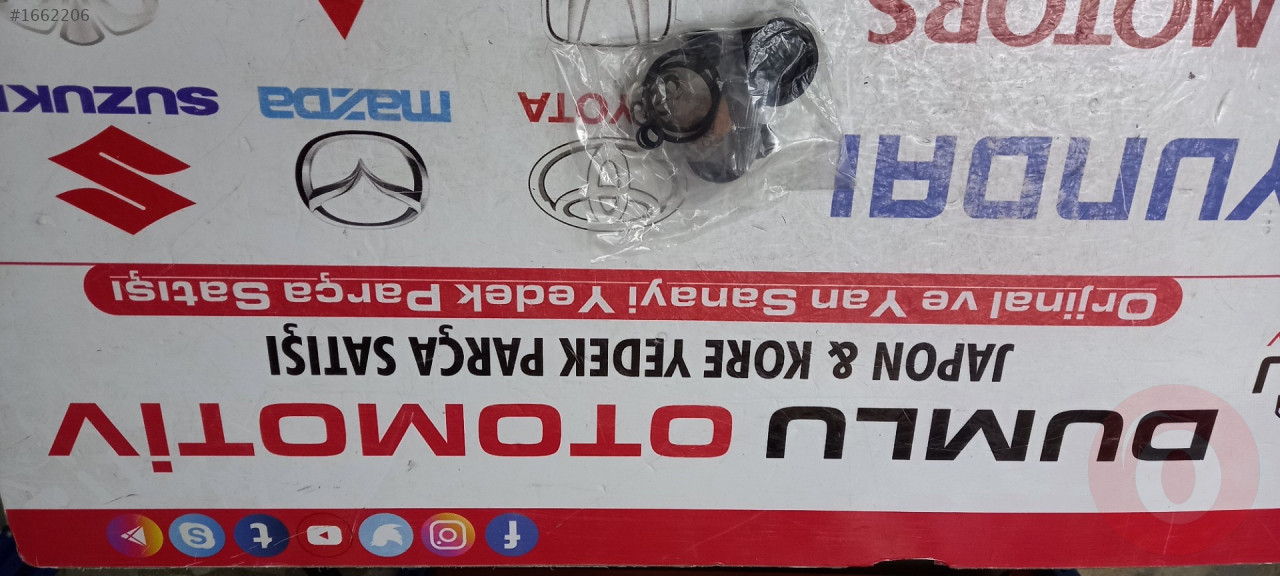 #1662206
DUMLU OTOMOTİV
JAPON & KORE YEDEK PARÇA SATIŞI
Orjinal ve Yan Sanayi Yedek Parça Satışı
YUNDAI
YOTA
mazda
SUZUKI
MOTORS